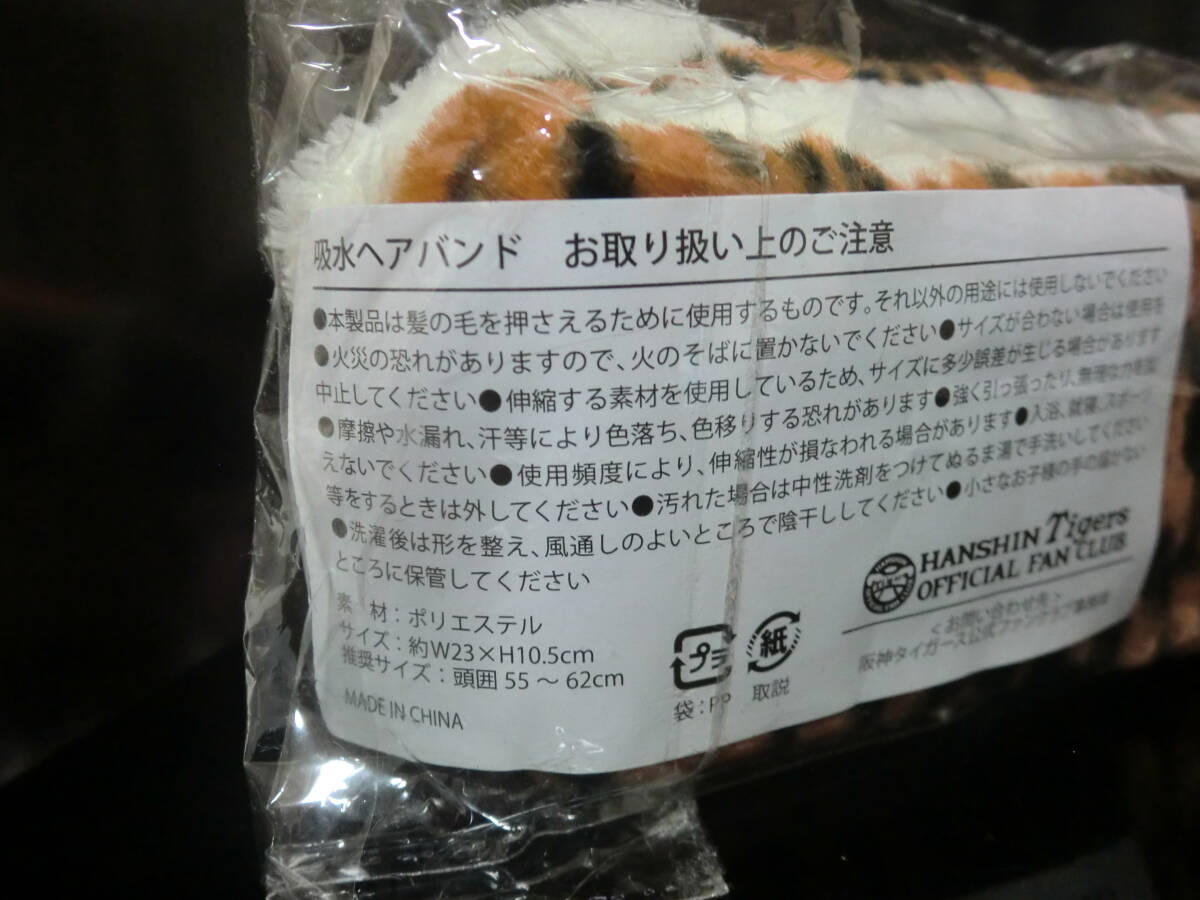 吸水ヘアバンド　お取り扱い上のご注意
●本製品は髪の毛を押さえるために使用するものです。それ以外の用途には使用しないでください
●火災の恐れがありますので、火のそばに置かないでください●サイズが合わない場合は使用を
中止してください●伸縮する素材を使用しているため、サイズに多少誤差が生じる場合があります
●摩擦や水漏れ、汗等により色落ち、色移りする恐れがあります●強く引っ張ったり、無理な力を加
えないでください●使用頻度により、伸縮性が損なわれる場合があります●入浴、就寝、スポーツ
等をするときは外してください●汚れた場合は中性洗剤をつけてぬるま湯で手洗いしてください
●洗濯後は形を整え、風通しのよいところで陰干ししてください●小さなお子様の手の届かない
ところに保管してください
素　材：ポリエステル
サイズ：約W23×H10.5cm
推奨サイズ：頭囲 55 〜 62cm
MADE IN CHINA
プラ
袋：PP
紙
取説
HANSHIN Tigers
OFFICIAL FAN CLUB
＜お問い合わせ先＞
阪神タイガース公式ファンクラブ事務局